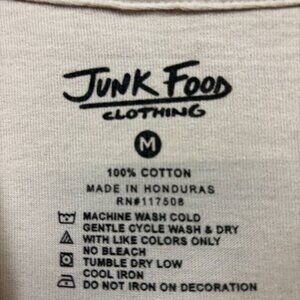 JUNK FOOD
CLOTHING
M
100% COTTON
MADE IN HONDURAS
RN#117508
MACHINE WASH COLD
GENTLE CYCLE WASH & DRY
WITH LIKE COLORS ONLY
NO BLEACH
TUMBLE DRY LOW
COOL IRON
DO NOT IRON ON DECORATION